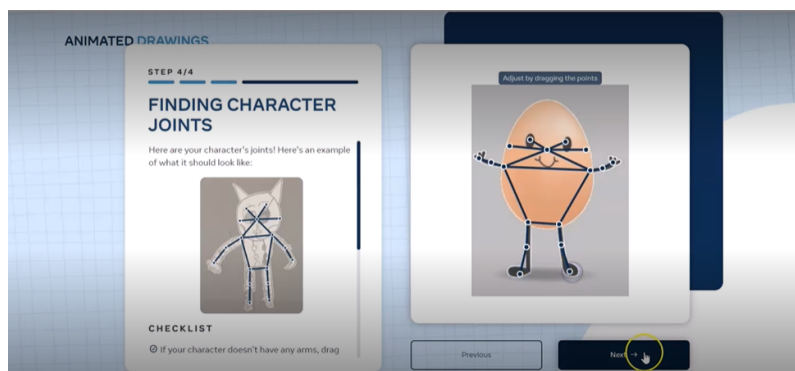 ANIMATED DRAWINGS
STEP 4/4
FINDING CHARACTER
JOINTS
Here are your character's joints! Here's an example
of what it should look like:
CHECKLIST
If your character doesn't have any arms, drag
Adjust by dragging the points
Previous
Next →